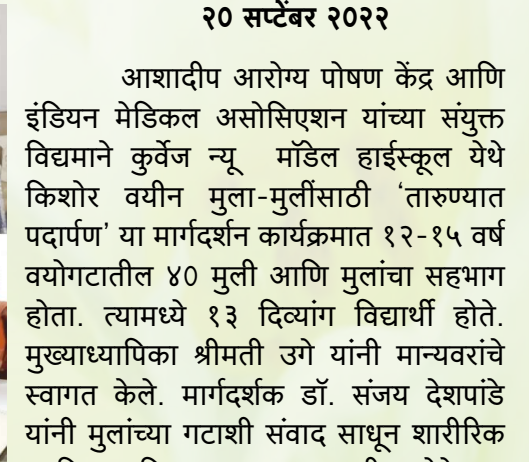 २० सप्टेंबर २०२२
आशादीप आरोग्य पोषण केंद्र आणि
इंडियन मेडिकल असोसिएशन यांच्या संयुक्त
विद्यमाने कुर्वेज न्यू मॉडेल हाईस्कूल येथे
किशोर वयीन मुला-मुलींसाठी ‘तारुण्यात
पदार्पण’ या मार्गदर्शन कार्यक्रमात १२-१५ वर्ष
वयोगटातील ४० मुली आणि मुलांचा सहभाग
होता. त्यामध्ये १३ दिव्यांग विद्यार्थी होते.
मुख्याध्यापिका श्रीमती उगे यांनी मान्यवरांचे
स्वागत केले. मार्गदर्शक डॉ. संजय देशपांडे
यांनी मुलांच्या गटाशी संवाद साधून शारीरिक